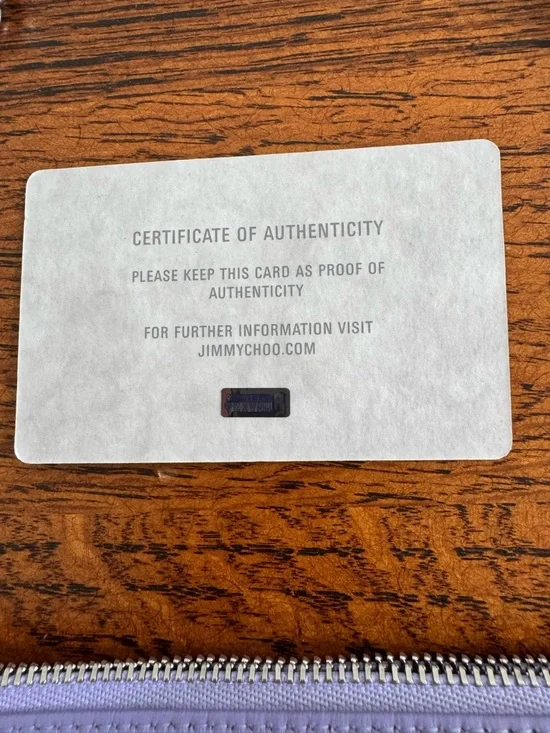 CERTIFICATE OF AUTHENTICITY
PLEASE KEEP THIS CARD AS PROOF OF
AUTHENTICITY
FOR FURTHER INFORMATION VISIT
JIMMYCHOO.COM